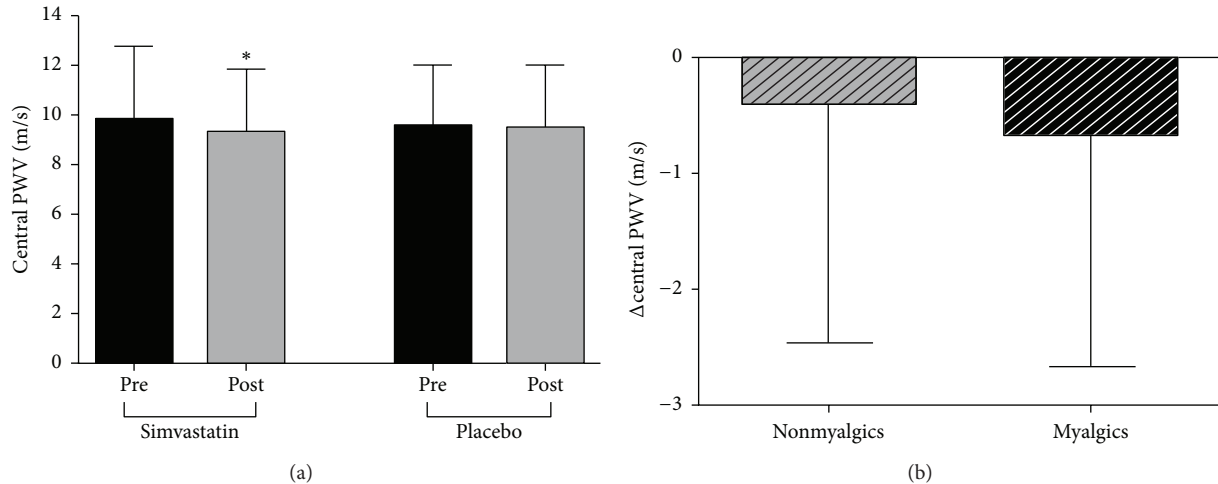 Central PWV (m/s)
14
12
10
8
6
4
2
0
*
Pre
Post
Pre
Post
Simvastatin
Placebo
(a)
Δcentral PWV (m/s)
0
−1
−2
−3
Nonmyalgics
Myalgics
(b)